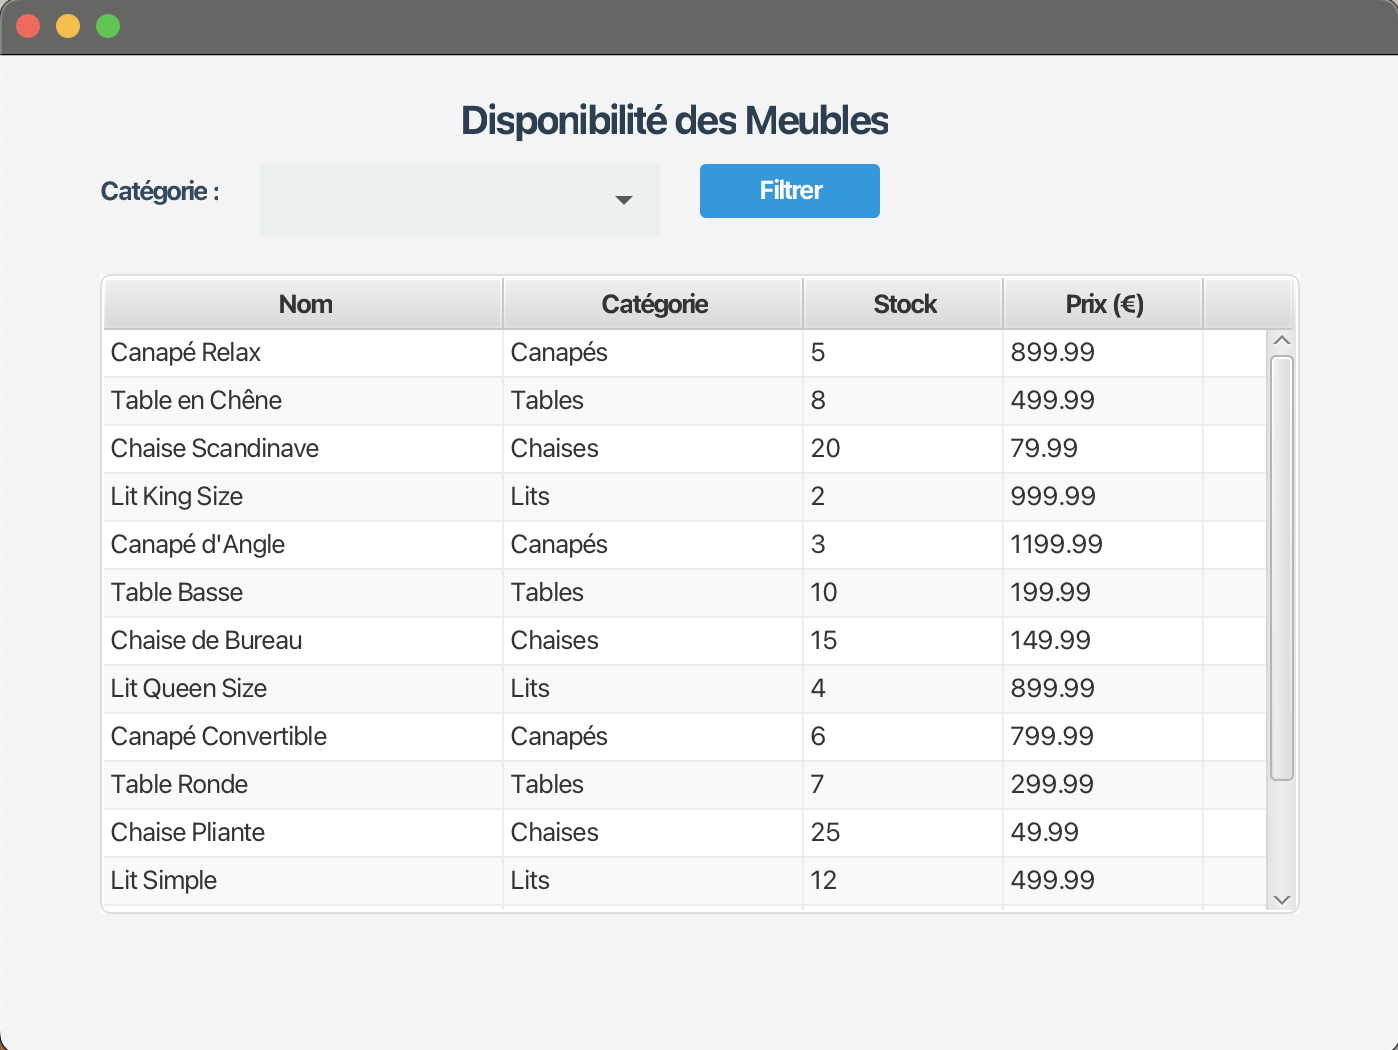 Disponibilité des Meubles
Catégorie : Filtrer
Nom Catégorie Stock Prix (€)
Canapé Relax Canapés 5 899.99
Table en Chêne Tables 8 499.99
Chaise Scandinave Chaises 20 79.99
Lit King Size Lits 2 999.99
Canapé d'Angle Canapés 3 1199.99
Table Basse Tables 10 199.99
Chaise de Bureau Chaises 15 149.99
Lit Queen Size Lits 4 899.99
Canapé Convertible Canapés 6 799.99
Table Ronde Tables 7 299.99
Chaise Pliante Chaises 25 49.99
Lit Simple Lits 12 499.99